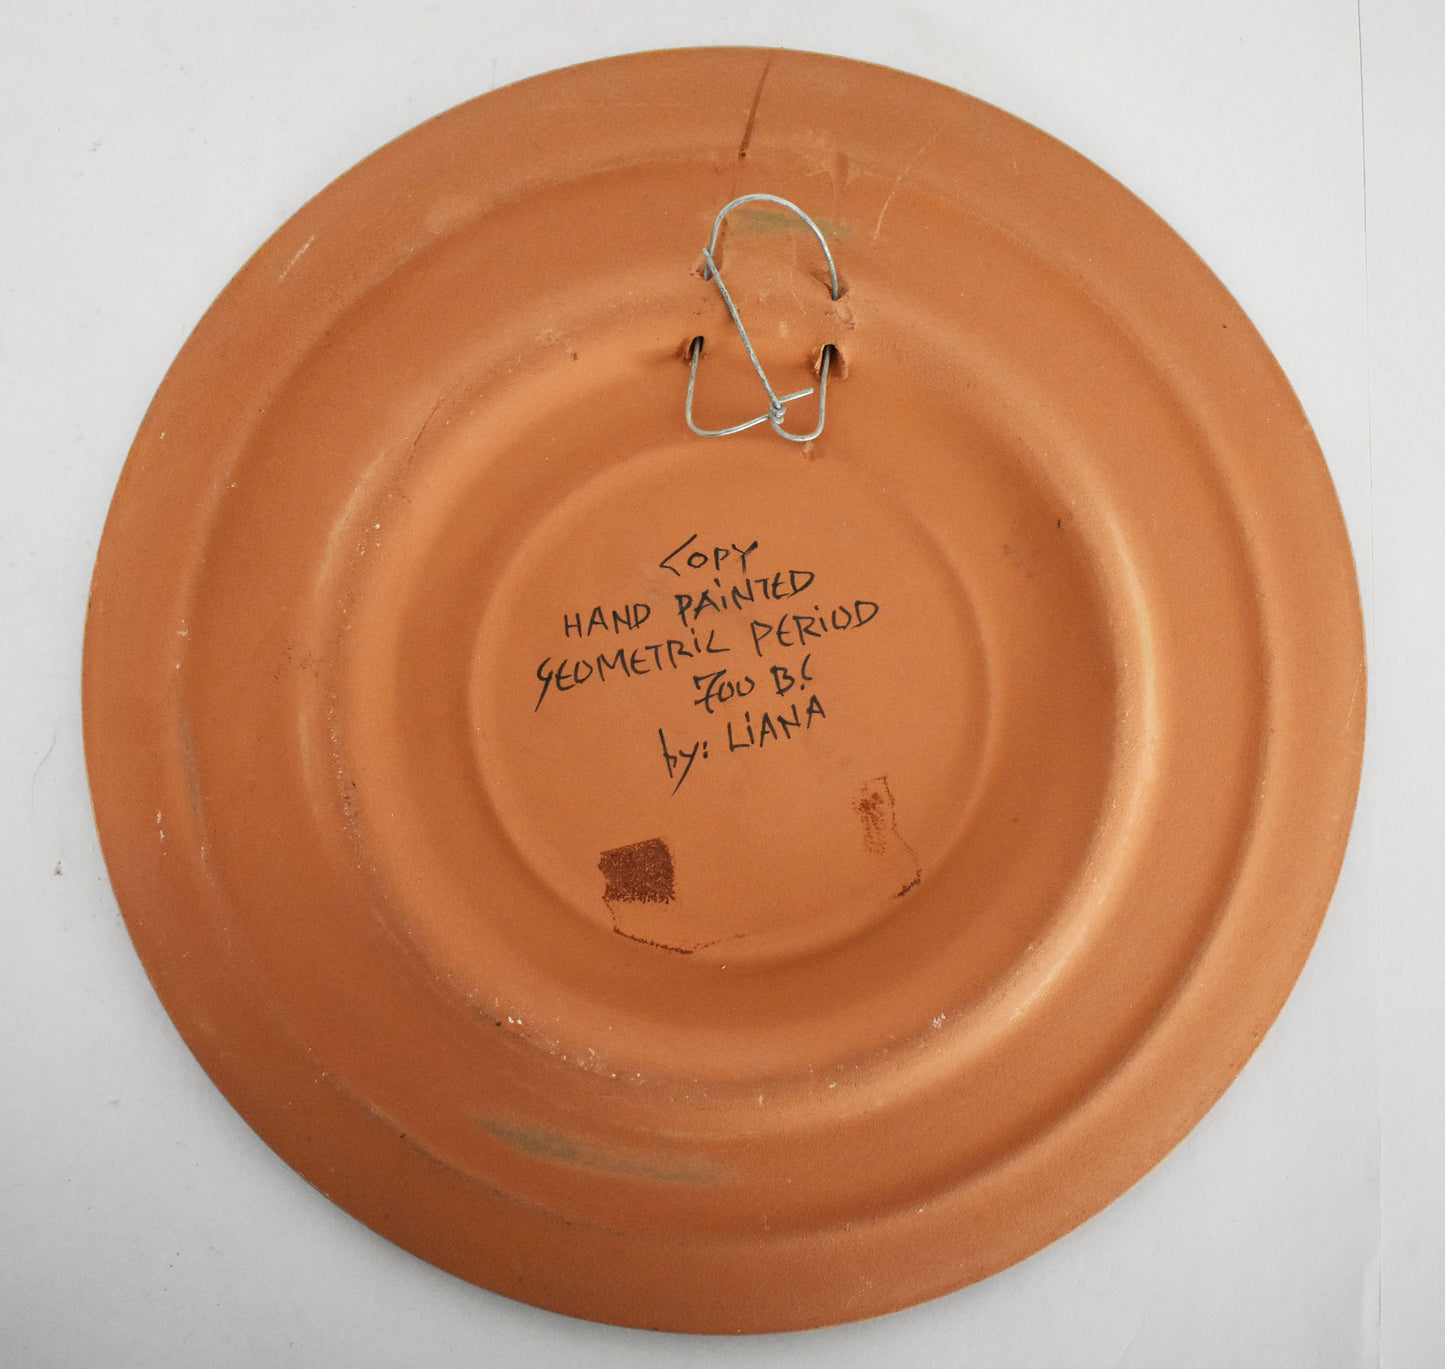 COPY
HAND PAINTED
GEOMETRIC PERIOD
700 B.C
by: LIANA